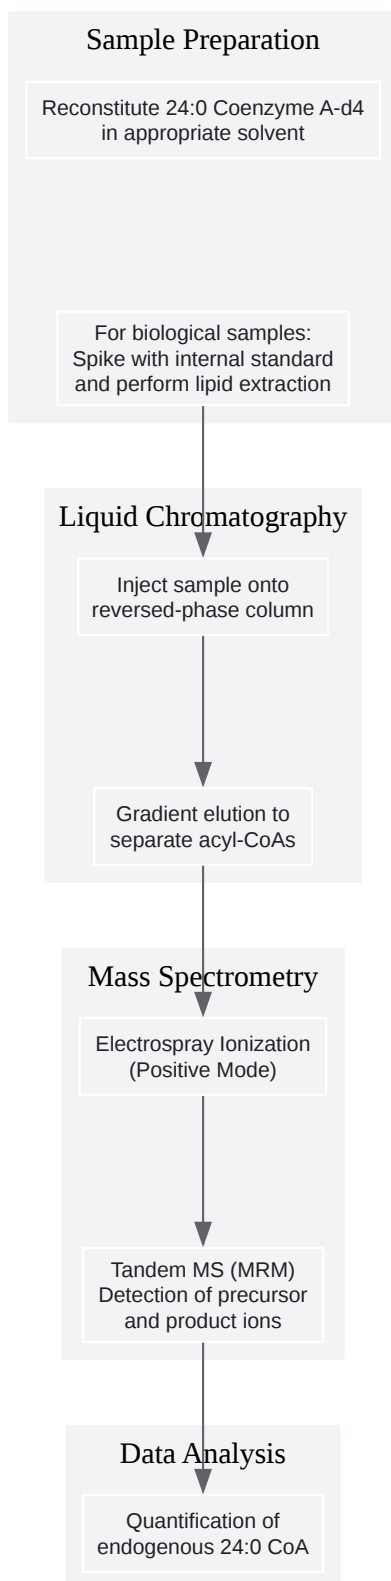 Sample Preparation
Reconstitute 24:0 Coenzyme A-d4
in appropriate solvent
For biological samples:
Spike with internal standard
and perform lipid extraction
Liquid Chromatography
Inject sample onto
reversed-phase column
Gradient elution to
separate acyl-CoAs
Mass Spectrometry
Electrospray Ionization
(Positive Mode)
Tandem MS (MRM)
Detection of precursor
and product ions
Data Analysis
Quantification of
endogenous 24:0 CoA